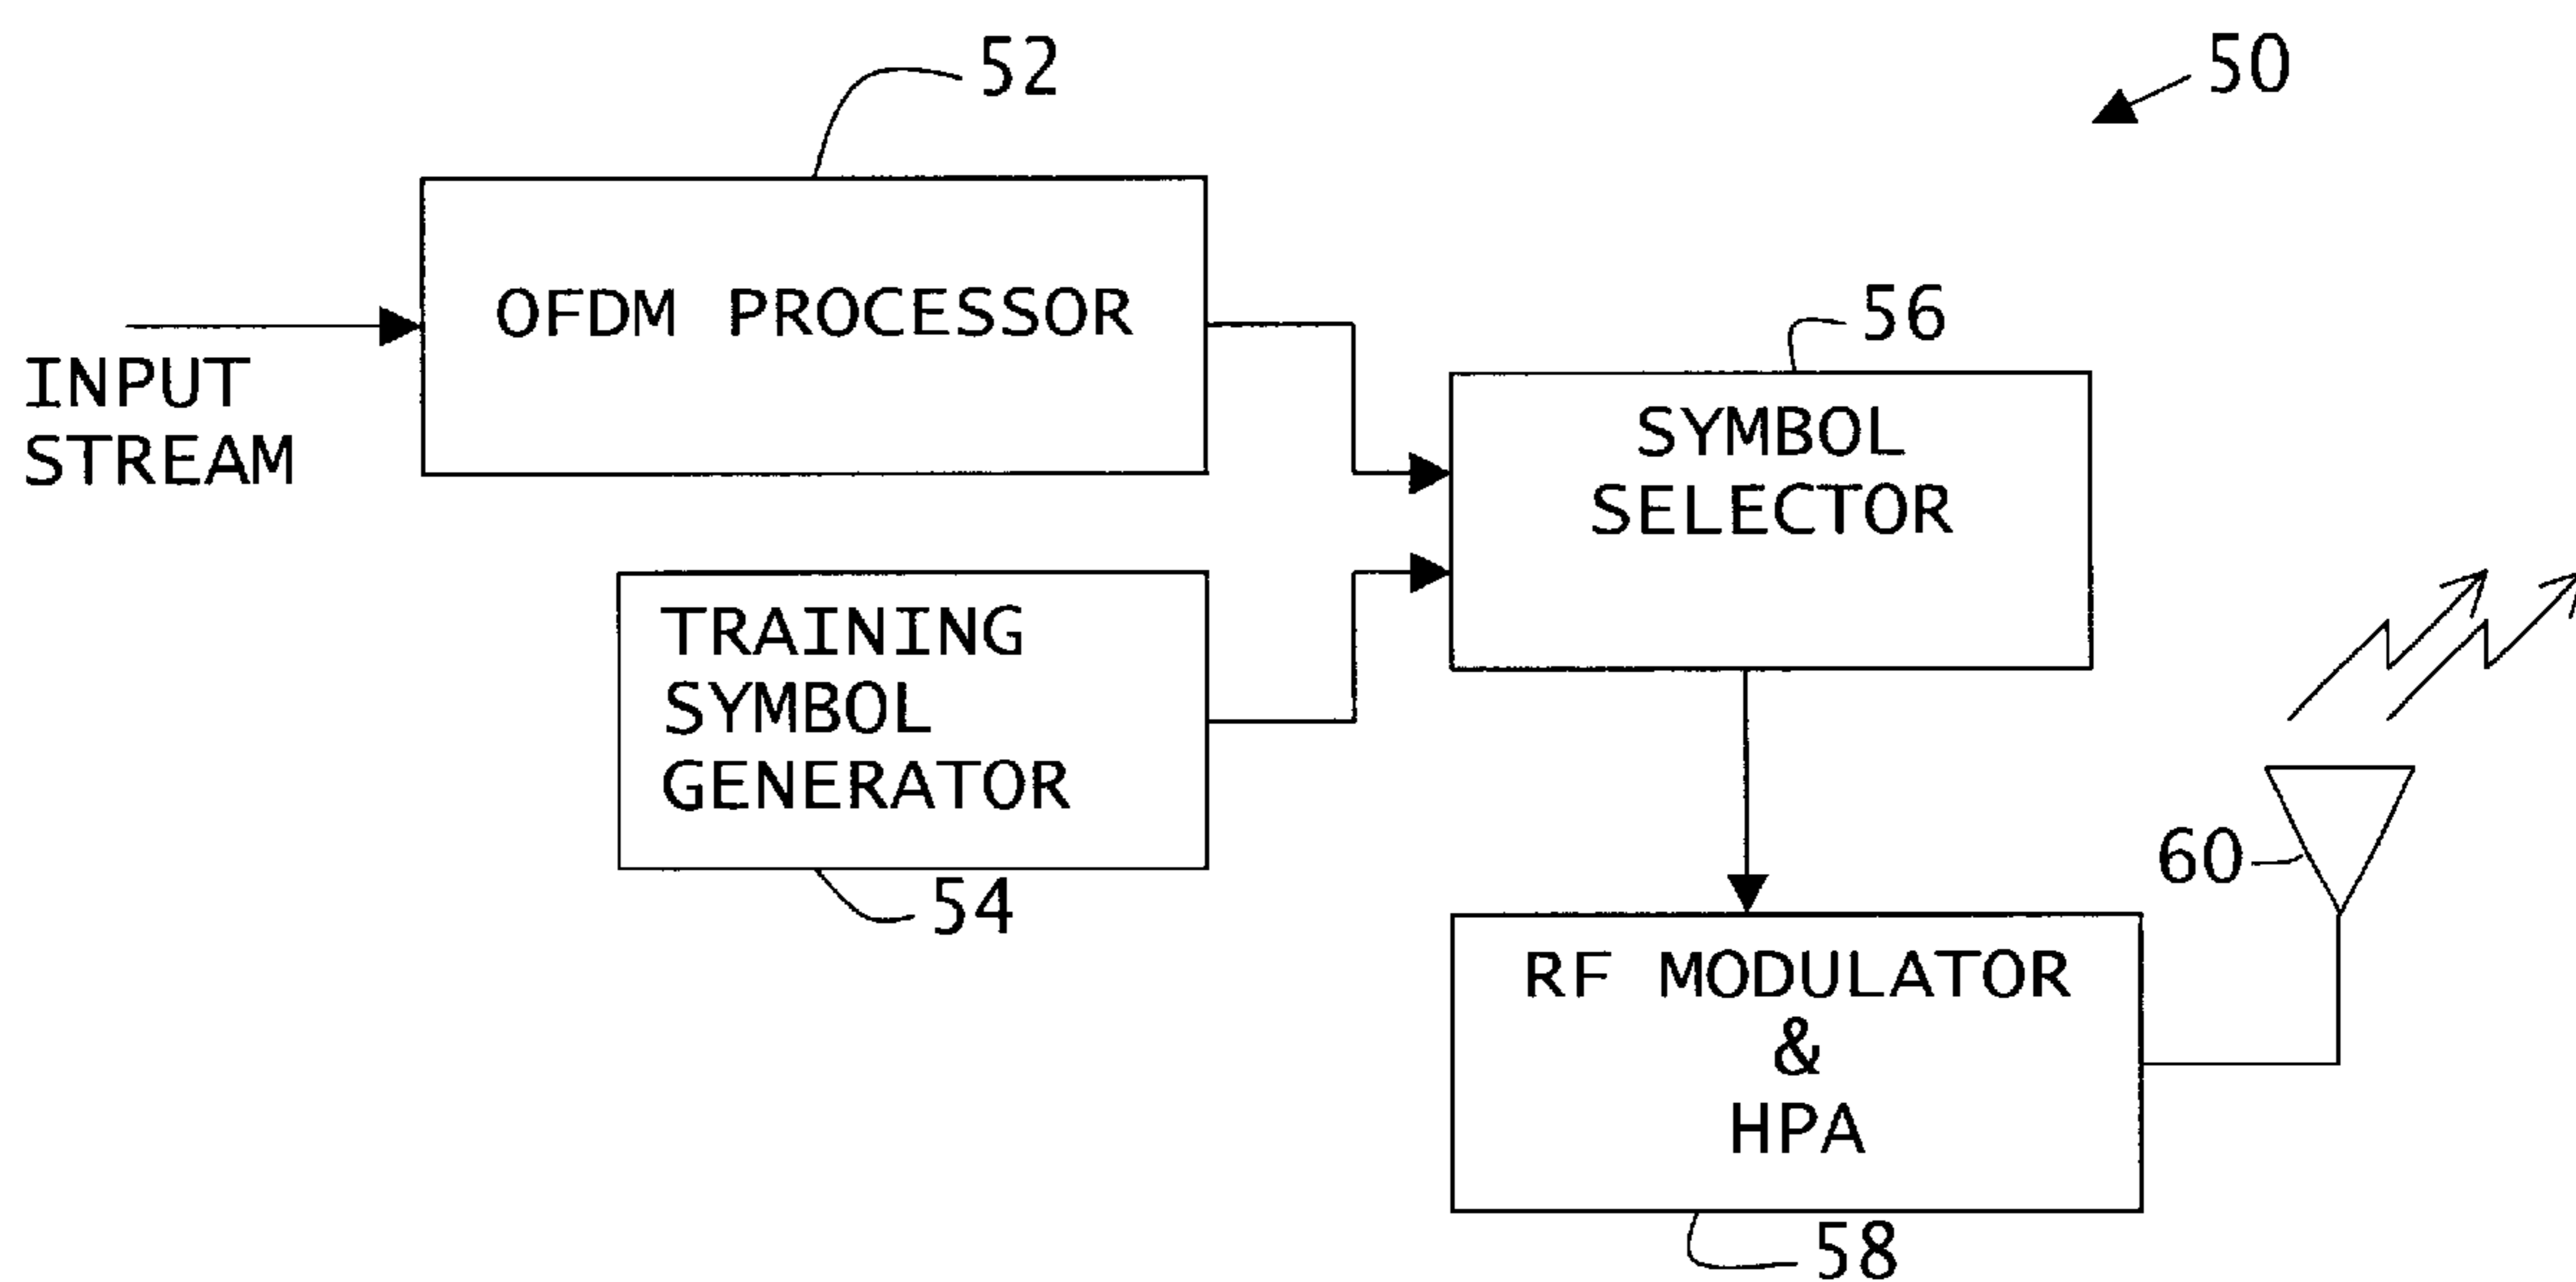 52
50
OFDM PROCESSOR
INPUT
STREAM
56
SYMBOL
SELECTOR
TRAINING
SYMBOL
GENERATOR
54
60
RF MODULATOR
&
HPA
58